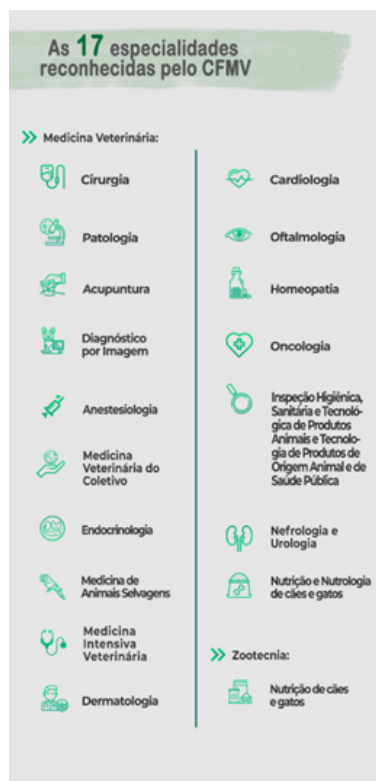 As 17 especialidades
reconhecidas pelo CFMV
Medicina Veterinária:
Cirurgia
Patologia
Acupuntura
Diagnóstico
por Imagem
Anestesiologia
Medicina
Veterinária do
Coletivo
Endocrinologia
Medicina de
Animais Selvagens
Medicina
Intensiva
Veterinária
Dermatologia
Cardiologia
Oftalmologia
Homeopatia
Oncologia
Inspeção Higiênica,
Sanitária e Tecnoló-
gica de Produtos
Animais e Tecnolo-
gia de Produtos de
Origem Animal e de
Saúde Pública
Nefrologia e
Urologia
Nutrição e Nutrologia
de cães e gatos
Zootecnia:
Nutrição de cães
e gatos